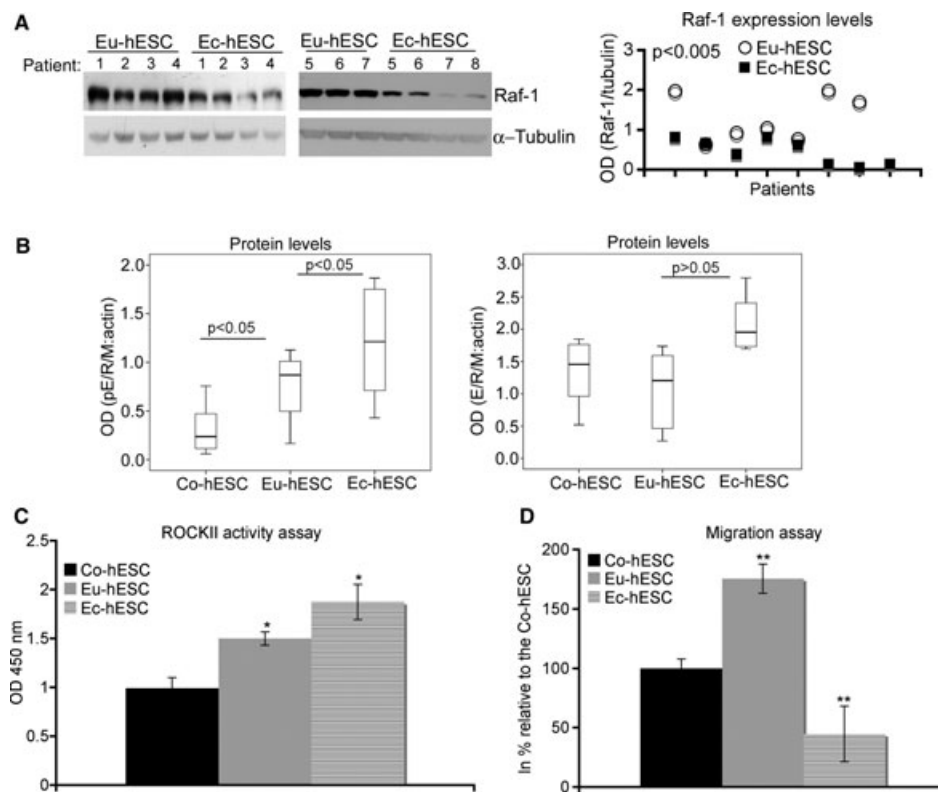 A
Eu-hESC Ec-hESC
Patient: 1 2 3 4 1 2 3 4
Eu-hESC Ec-hESC
5 6 7 5 6 7 8
Raf-1
α–Tubulin
Raf-1 expression levels
p<0.005
Eu-hESC
Ec-hESC
OD (Raf-1/tubulin)
2
1
0
Patients
B
Protein levels
OD (pE/R/M:actin)
2.0
1.5
1.0
0.5
0.0
p<0.05
p<0.05
Co-hESC Eu-hESC Ec-hESC
Protein levels
OD (E/R/M:actin)
3.0
2.5
2.0
1.5
1.0
0.5
0.0
p>0.05
Co-hESC Eu-hESC Ec-hESC
C
ROCKII activity assay
OD 450 nm
2.5
2
1.5
1
0.5
0
Co-hESC
Eu-hESC
Ec-hESC
*
*
D
Migration assay
In % relative to the Co-hESC
200
150
100
50
0
Co-hESC
Eu-hESC
Ec-hESC
**
**